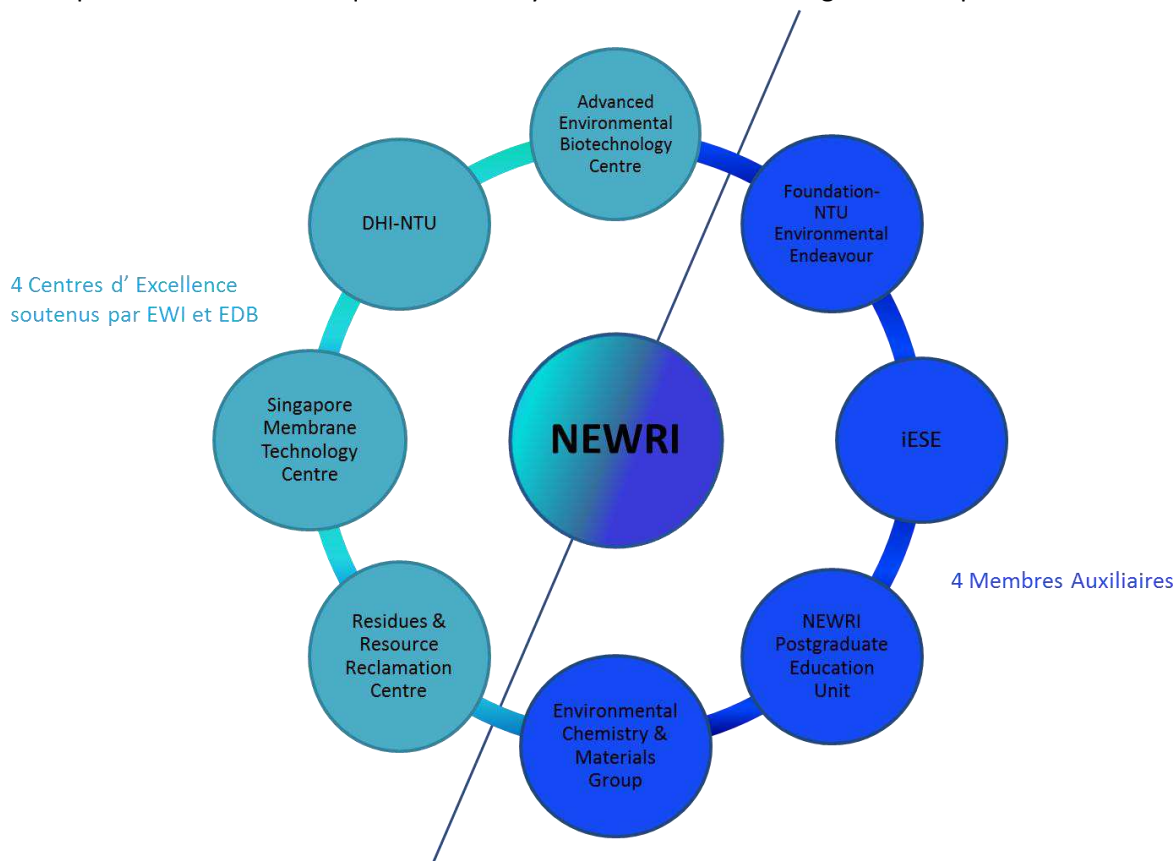 Advanced
Environmental
Biotechnology
Centre
Foundation-
NTU
Environmental
Endeavour
DHI-NTU
4 Centres d’ Excellence
soutenus par EWI et EDB
Singapore
Membrane
Technology
Centre
NEWRI
iESE
4 Membres Auxiliaires
Residues &
Resource
Reclamation
Centre
NEWRI
Postgraduate
Education
Unit
Environmental
Chemistry &
Materials
Group